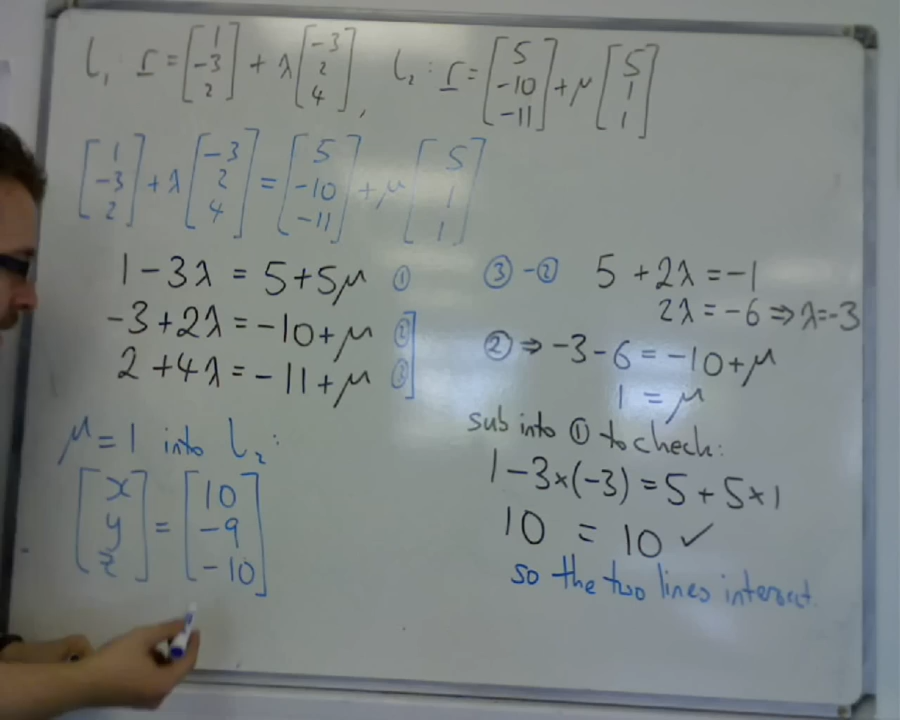 l₁ : r = [1 -3 2] + λ [-3 2 4], l₂ : r = [5 -10 -11] + μ [5 1 1]
[1 -3 2] + λ [-3 2 4] = [5 -10 -11] + μ [5 1 1]
1 - 3λ = 5 + 5μ ①
-3 + 2λ = -10 + μ ②
2 + 4λ = -11 + μ ③
μ = 1 into l₂ :
[x y z] = [10 -9 -10]
③ - ② 5 + 2λ = -1
2λ = -6 ⇒ λ = -3
② ⇒ -3 - 6 = -10 + μ
1 = μ
sub into ① to check:
1 - 3×(-3) = 5 + 5×1
10 = 10 ✓
so the two lines intersect.